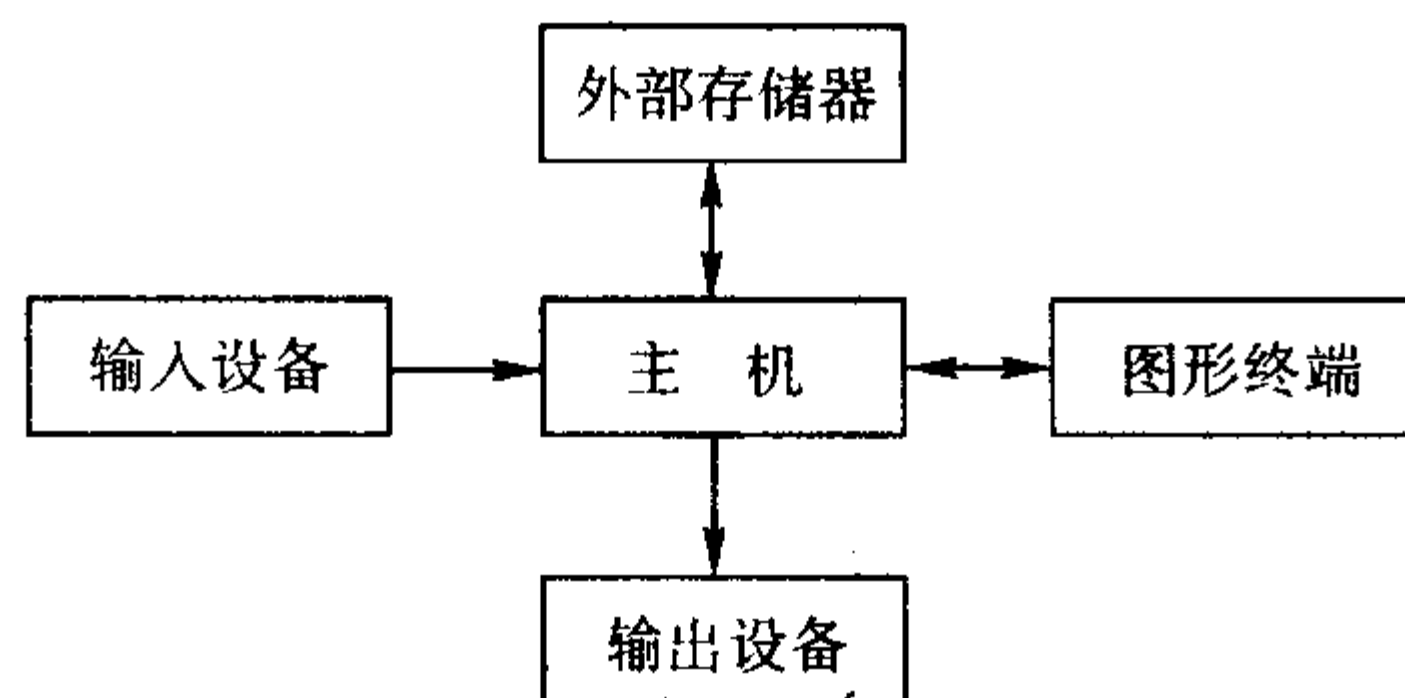 外部存储器
输入设备
主 机
图形终端
输出设备